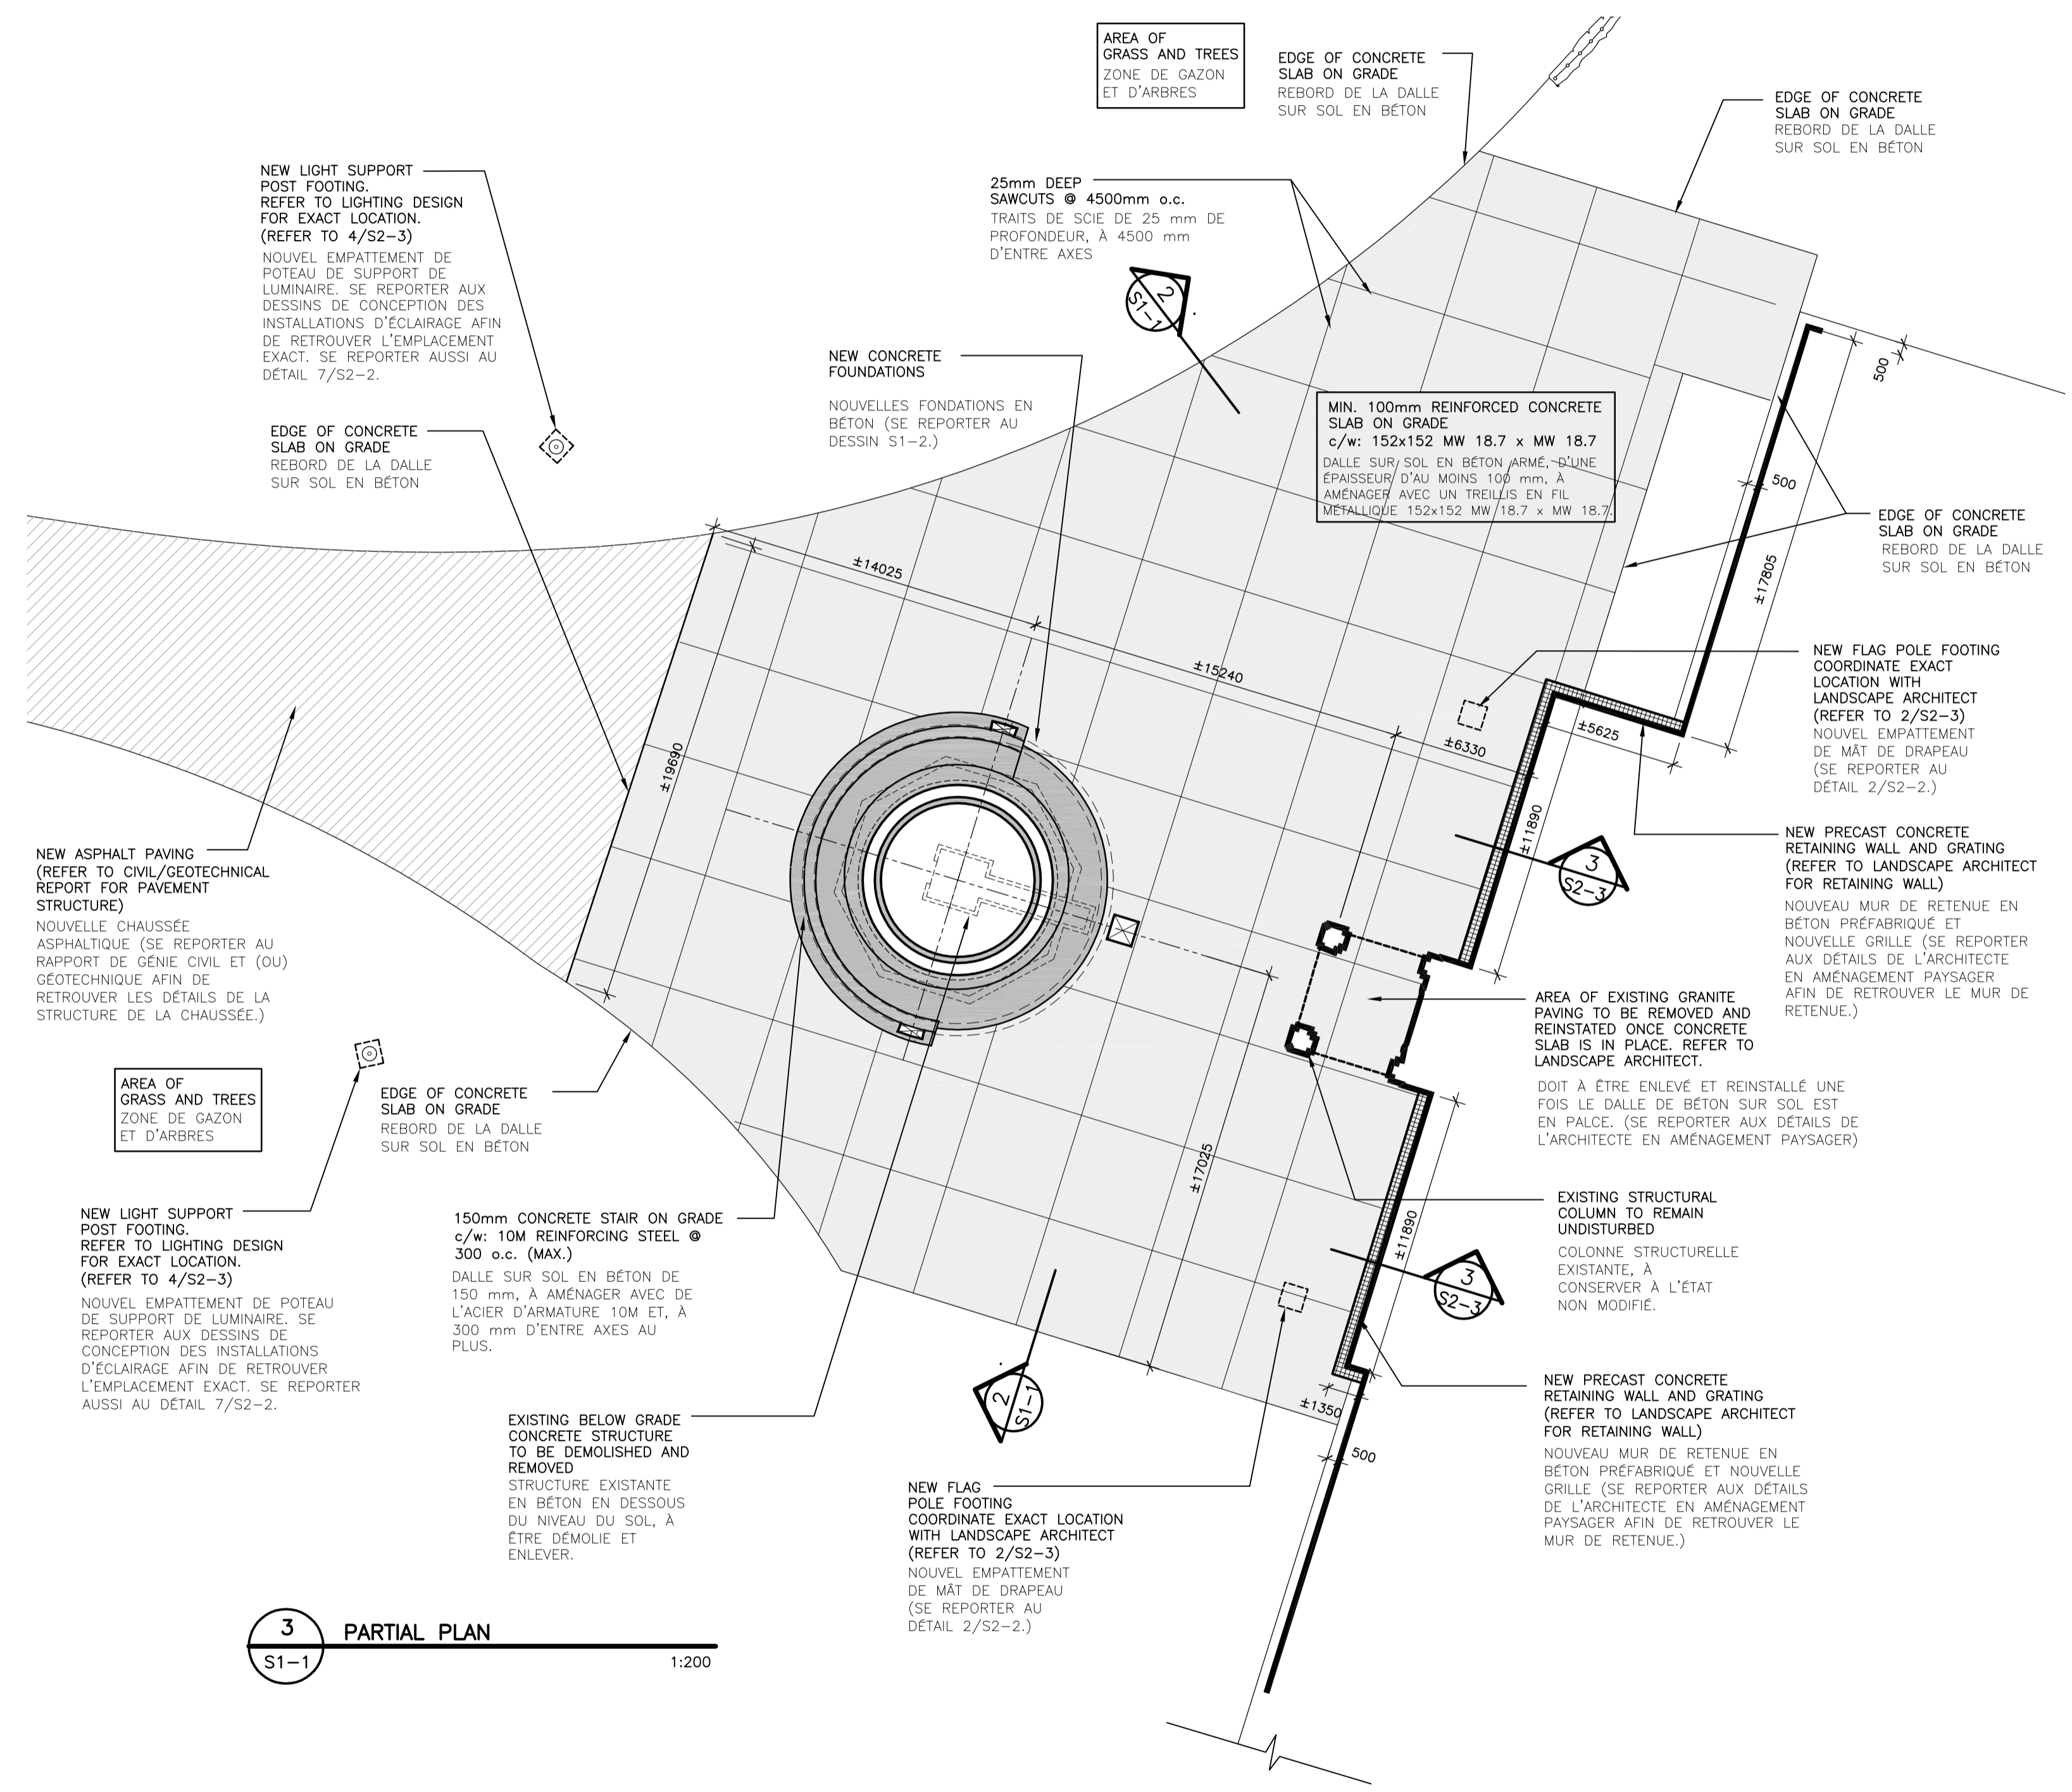 AREA OF
GRASS AND TREES
ZONE DE GAZON
ET D'ARBRES
EDGE OF CONCRETE
SLAB ON GRADE
REBORD DE LA DALLE
SUR SOL EN BÉTON
EDGE OF CONCRETE
SLAB ON GRADE
REBORD DE LA DALLE
SUR SOL EN BÉTON
NEW LIGHT SUPPORT
POST FOOTING.
REFER TO LIGHTING DESIGN
FOR EXACT LOCATION.
(REFER TO 4/S2-3)
NOUVEL EMPATTEMENT DE
POTEAU DE SUPPORT DE
LUMINAIRE. SE REPORTER AUX
DESSINS DE CONCEPTION DES
INSTALLATIONS D'ÉCLAIRAGE AFIN
DE RETROUVER L'EMPLACEMENT
EXACT. SE REPORTER AUSSI AU
DÉTAIL 7/S2-2.
25mm DEEP
SAWCUTS @ 4500mm o.c.
TRAITS DE SCIE DE 25 mm DE
PROFONDEUR, À 4500 mm
D'ENTRE AXES
2
S1-1
NEW CONCRETE
FOUNDATIONS
NOUVELLES FONDATIONS EN
BÉTON (SE REPORTER AU
DESSIN S1-2.)
500
MIN. 100mm REINFORCED CONCRETE
SLAB ON GRADE
c/w: 152x152 MW 18.7 x MW 18.7
DALLE SUR SOL EN BÉTON ARMÉ, D'UNE
ÉPAISSEUR D'AU MOINS 100 mm, À
AMÉNAGER AVEC UN TREILLIS EN FIL
MÉTALLIQUE 152x152 MW 18.7 x MW 18.7.
EDGE OF CONCRETE
SLAB ON GRADE
REBORD DE LA DALLE
SUR SOL EN BÉTON
500
EDGE OF CONCRETE
SLAB ON GRADE
REBORD DE LA DALLE
SUR SOL EN BÉTON
±14025
±17805
±15240
±6330
±5625
±19690
±11890
NEW FLAG POLE FOOTING
COORDINATE EXACT
LOCATION WITH
LANDSCAPE ARCHITECT
(REFER TO 2/S2-3)
NOUVEL EMPATTEMENT
DE MÂT DE DRAPEAU
(SE REPORTER AU
DÉTAIL 2/S2-2.)
NEW PRECAST CONCRETE
RETAINING WALL AND GRATING
(REFER TO LANDSCAPE ARCHITECT
FOR RETAINING WALL)
NOUVEAU MUR DE RETENUE EN
BÉTON PRÉFABRIQUÉ ET
NOUVELLE GRILLE (SE REPORTER
AUX DÉTAILS DE L'ARCHITECTE
EN AMÉNAGEMENT PAYSAGER
AFIN DE RETROUVER LE MUR DE
RETENUE.)
3
S2-3
NEW ASPHALT PAVING
(REFER TO CIVIL/GEOTECHNICAL
REPORT FOR PAVEMENT
STRUCTURE)
NOUVELLE CHAUSSÉE
ASPHALTIQUE (SE REPORTER AU
RAPPORT DE GÉNIE CIVIL ET (OU)
GÉOTECHNIQUE AFIN DE
RETROUVER LES DÉTAILS DE LA
STRUCTURE DE LA CHAUSSÉE.)
AREA OF EXISTING GRANITE
PAVING TO BE REMOVED AND
REINSTATED ONCE CONCRETE
SLAB IS IN PLACE. REFER TO
LANDSCAPE ARCHITECT.
DOIT À ÊTRE ENLEVÉ ET REINSTALLÉ UNE
FOIS LE DALLE DE BÉTON SUR SOL EST
EN PALCE. (SE REPORTER AUX DÉTAILS DE
L'ARCHITECTE EN AMÉNAGEMENT PAYSAGER)
AREA OF
GRASS AND TREES
ZONE DE GAZON
ET D'ARBRES
EDGE OF CONCRETE
SLAB ON GRADE
REBORD DE LA DALLE
SUR SOL EN BÉTON
±17025
±11890
EXISTING STRUCTURAL
COLUMN TO REMAIN
UNDISTURBED
COLONNE STRUCTURELLE
EXISTANTE, À
CONSERVER À L'ÉTAT
NON MODIFIÉ.
3
S2-3
NEW LIGHT SUPPORT
POST FOOTING.
REFER TO LIGHTING DESIGN
FOR EXACT LOCATION.
(REFER TO 4/S2-3)
NOUVEL EMPATTEMENT DE POTEAU
DE SUPPORT DE LUMINAIRE. SE
REPORTER AUX DESSINS DE
CONCEPTION DES INSTALLATIONS
D'ÉCLAIRAGE AFIN DE RETROUVER
L'EMPLACEMENT EXACT. SE REPORTER
AUSSI AU DÉTAIL 7/S2-2.
150mm CONCRETE STAIR ON GRADE
c/w: 10M REINFORCING STEEL @
300 o.c. (MAX.)
DALLE SUR SOL EN BÉTON DE
150 mm, À AMÉNAGER AVEC DE
L'ACIER D'ARMATURE 10M ET, À
300 mm D'ENTRE AXES AU
PLUS.
2
S1-1
±1350
500
EXISTING BELOW GRADE
CONCRETE STRUCTURE
TO BE DEMOLISHED AND
REMOVED
STRUCTURE EXISTANTE
EN BÉTON EN DESSOUS
DU NIVEAU DU SOL, À
ÊTRE DÉMOLIE ET
ENLEVER.
NEW FLAG
POLE FOOTING
COORDINATE EXACT LOCATION
WITH LANDSCAPE ARCHITECT
(REFER TO 2/S2-3)
NOUVEL EMPATTEMENT
DE MÂT DE DRAPEAU
(SE REPORTER AU
DÉTAIL 2/S2-2.)
NEW PRECAST CONCRETE
RETAINING WALL AND GRATING
(REFER TO LANDSCAPE ARCHITECT
FOR RETAINING WALL)
NOUVEAU MUR DE RETENUE EN
BÉTON PRÉFABRIQUÉ ET NOUVELLE
GRILLE (SE REPORTER AUX DÉTAILS
DE L'ARCHITECTE EN AMÉNAGEMENT
PAYSAGER AFIN DE RETROUVER LE
MUR DE RETENUE.)
3
S1-1
PARTIAL PLAN
1:200